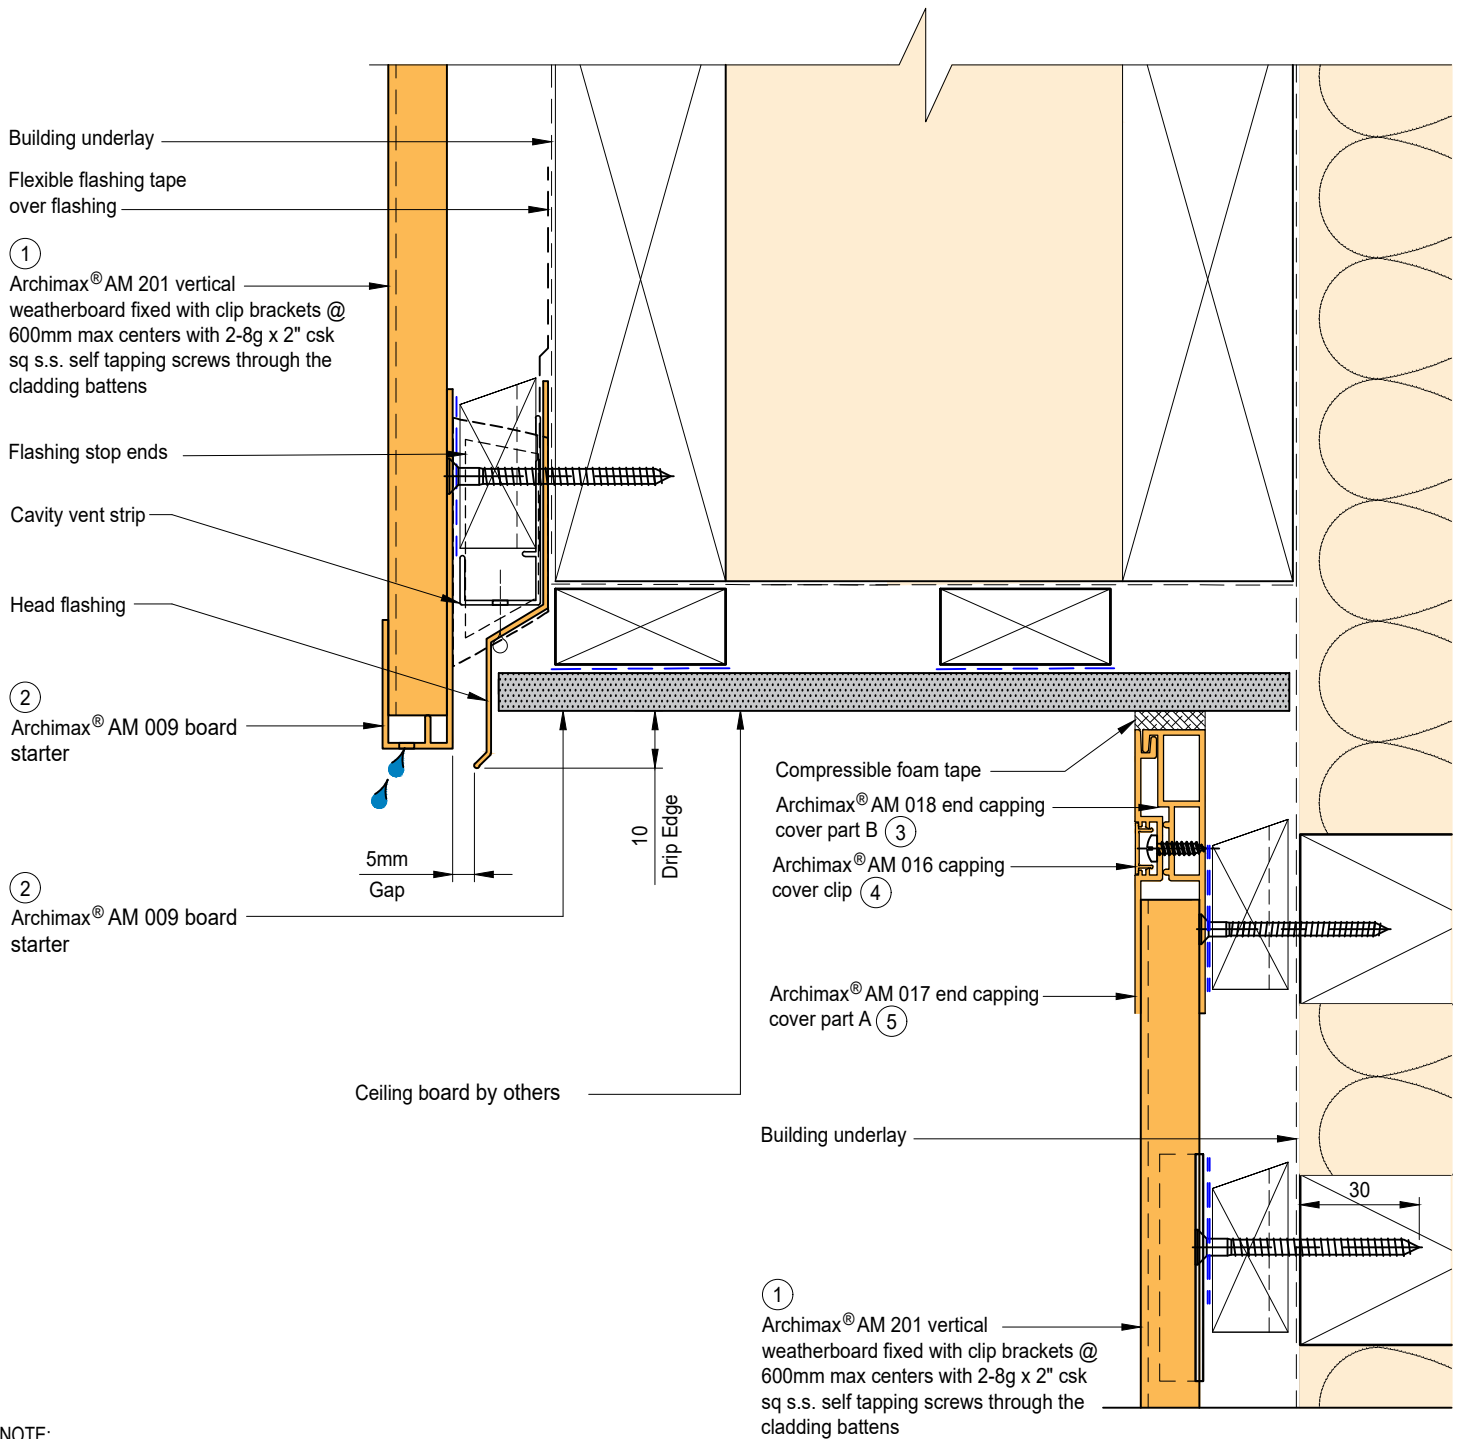 Building underlay
Flexible flashing tape
over flashing
1
Archimax® AM 201 vertical
weatherboard fixed with clip brackets @
600mm max centers with 2-8g x 2" csk
sq s.s. self tapping screws through the
cladding battens
Flashing stop ends
Cavity vent strip
Head flashing
2
Archimax® AM 009 board
starter
5mm
Gap
10
Drip Edge
2
Archimax® AM 009 board
starter
Ceiling board by others
Compressible foam tape
Archimax® AM 018 end capping
cover part B 3
Archimax® AM 016 capping
cover clip 4
Archimax® AM 017 end capping
cover part A 5
Building underlay
30
1
Archimax® AM 201 vertical
weatherboard fixed with clip brackets @
600mm max centers with 2-8g x 2" csk
sq s.s. self tapping screws through the
cladding battens
NOTE: